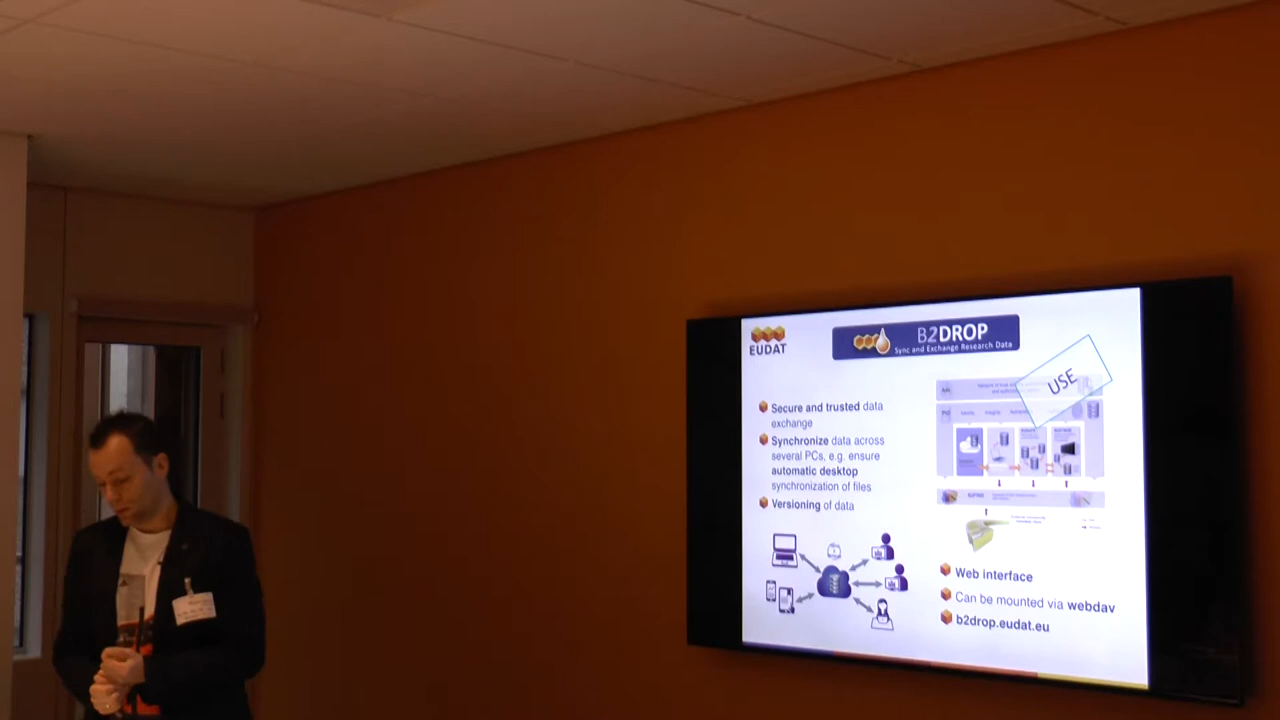 EUDAT
B2DROP
Sync and Exchange Research Data
USE
Secure and trusted data
exchange
Synchronize data across
several PCs, e.g. ensure
automatic desktop
synchronization of files
Versioning of data
Web interface
Can be mounted via webdav
b2drop.eudat.eu